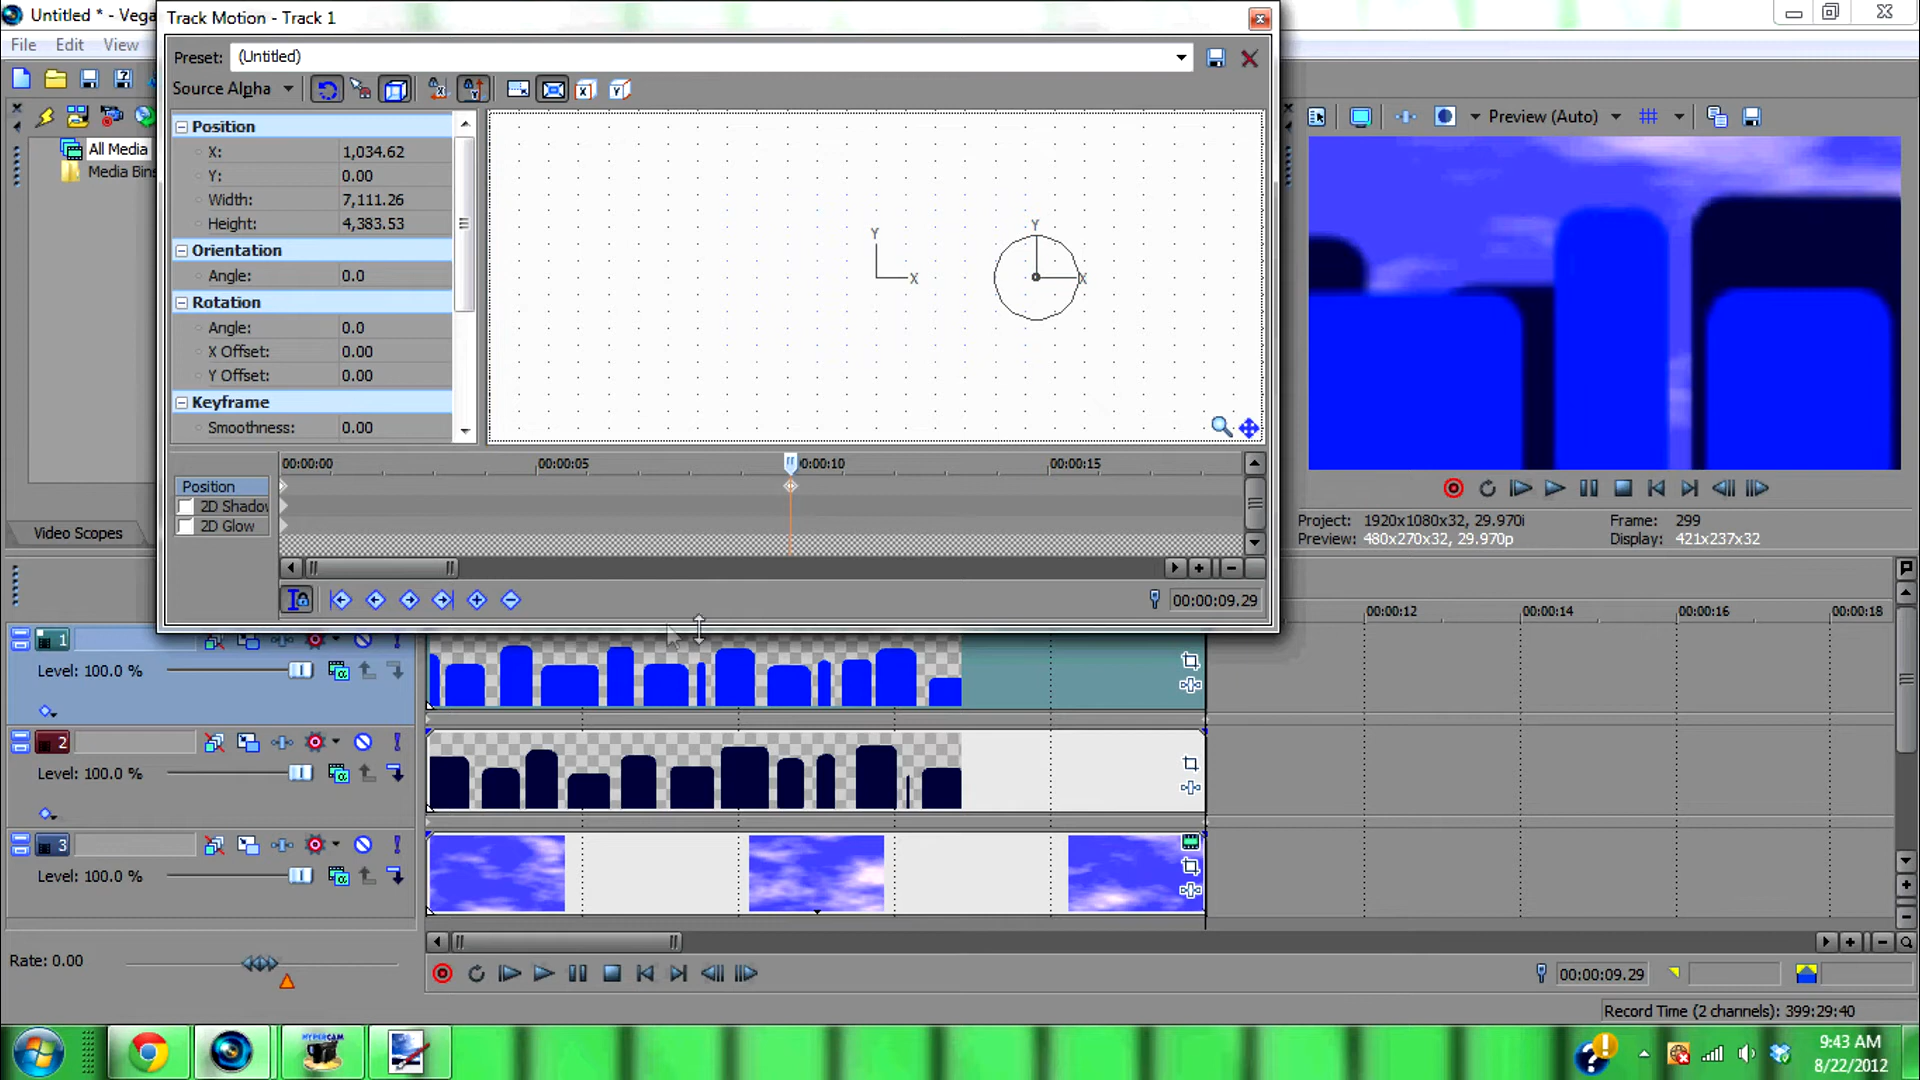 Untitled * - Vega
Track Motion - Track 1
File Edit View
Preset: (Untitled)
Source Alpha
Position
X: 1,034.62
Y: 0.00
Width: 7,111.26
Height: 4,383.53
Orientation
Angle: 0.0
Rotation
Angle: 0.0
X Offset: 0.00
Y Offset: 0.00
Keyframe
Smoothness: 0.00
Y
X
Y
X
All Media
Media Bins
Video Scopes
00:00:00 00:00:05 00:00:10 00:00:15
Position
2D Shadow
2D Glow
00:00:09.29
Preview (Auto)
Project: 1920x1080x32, 29.970i
Preview: 480x270x32, 29.970p
Frame: 299
Display: 421x237x32
00:00:12 00:00:14 00:00:16 00:00:18
1
Level: 100.0 %
2
Level: 100.0 %
3
Level: 100.0 %
Rate: 0.00
00:00:09.29
Record Time (2 channels): 399:29:40
HYPERCAM
9:43 AM
8/22/2012